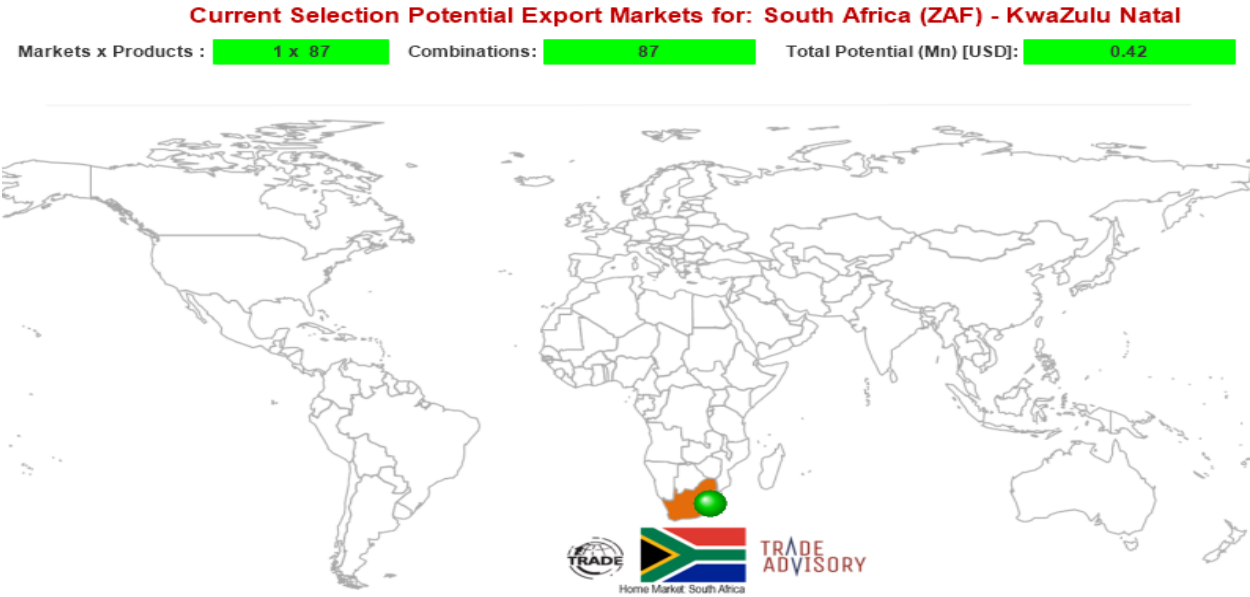 Current Selection Potential Export Markets for: South Africa (ZAF) - KwaZulu Natal
Markets x Products : 1 x 87 Combinations: 87 Total Potential (Mn) [USD]: 0.42
TRADE
TRADE
ADVISORY
Home Market South Africa